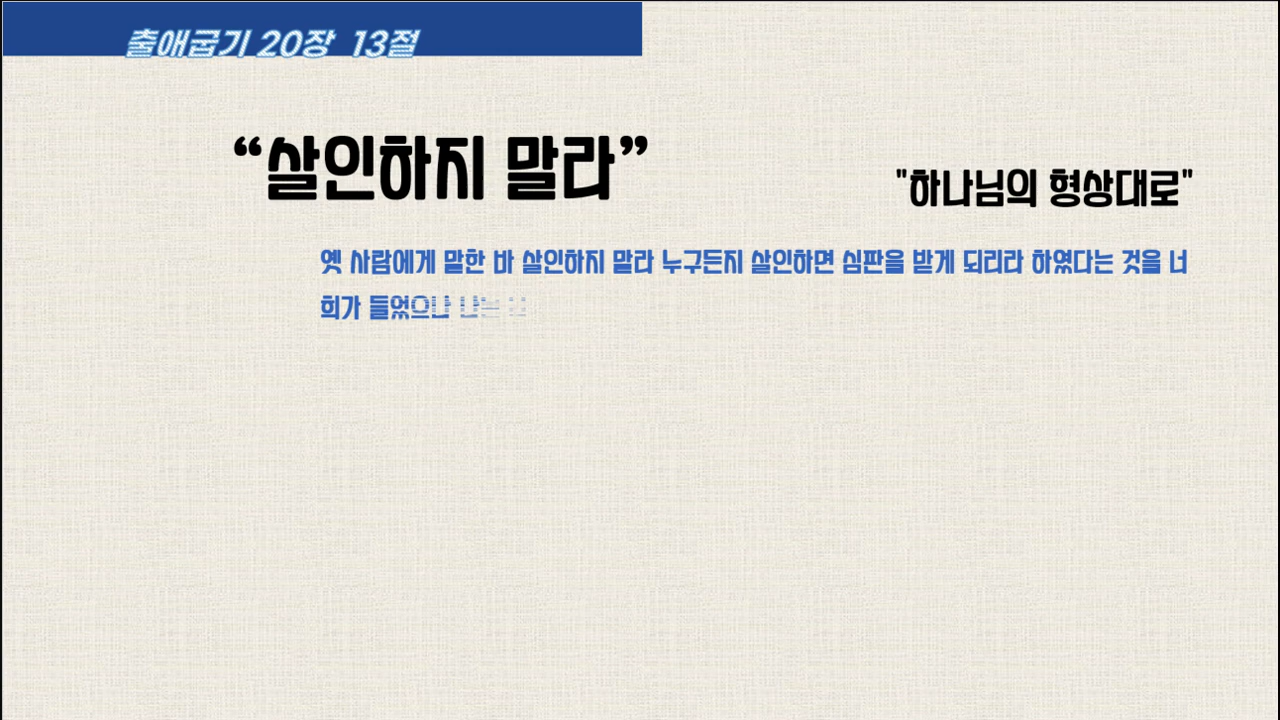 출애굽기 20장 13절
“살인하지 말라”
"하나님의 형상대로"
옛 사람에게 말한 바 살인하지 말라 누구든지 살인하면 심판을 받게 되리라 하였다는 것을 너
희가 들었으나 나는